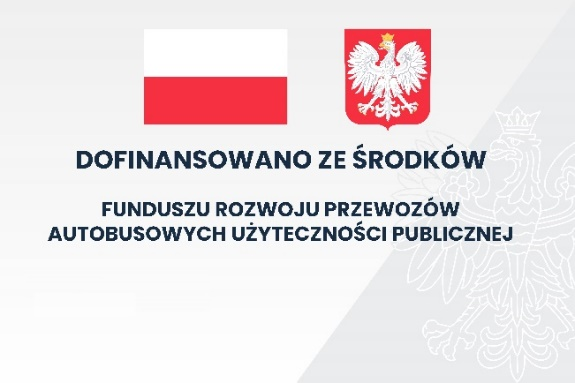 DOFINANSOWANO ZE ŚRODKÓW
FUNDUSZU ROZWOJU PRZEWOZÓW
AUTOBUSOWYCH UŻYTECZNOŚCI PUBLICZNEJ